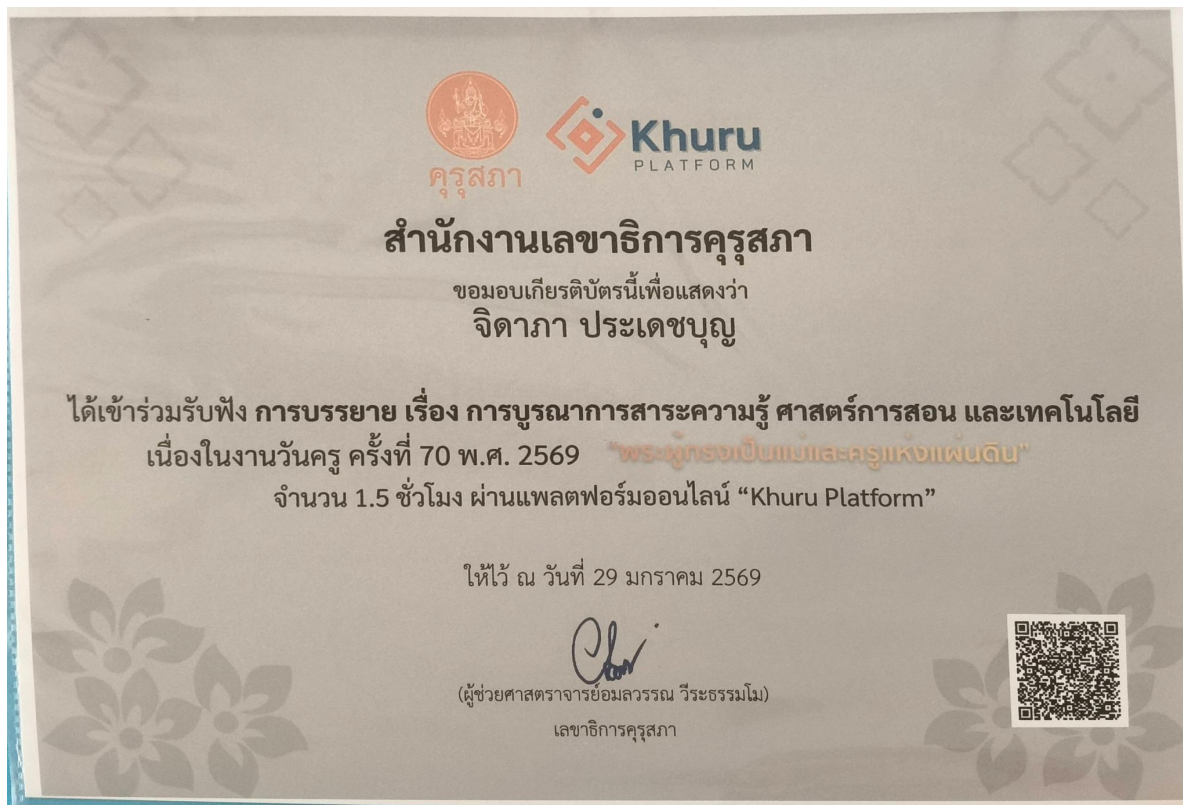 คุรุสภา
Khuru
PLATFORM
สำนักงานเลขาธิการคุรุสภา
ขอมอบเกียรติบัตรนี้เพื่อแสดงว่า
จิดาภา ประเดชบุญ
ได้เข้าร่วมรับฟัง การบรรยาย เรื่อง การบูรณาการสาระความรู้ ศาสตร์การสอน และเทคโนโลยี
เนื่องในงานวันครู ครั้งที่ 70 พ.ศ. 2569 "พระผู้ทรงเป็นแม่และครูแห่งแผ่นดิน"
จำนวน 1.5 ชั่วโมง ผ่านแพลตฟอร์มออนไลน์ “Khuru Platform”
ให้ไว้ ณ วันที่ 29 มกราคม 2569
(ผู้ช่วยศาสตราจารย์อมลวรรณ วีระธรรมโม)
เลขาธิการคุรุสภา